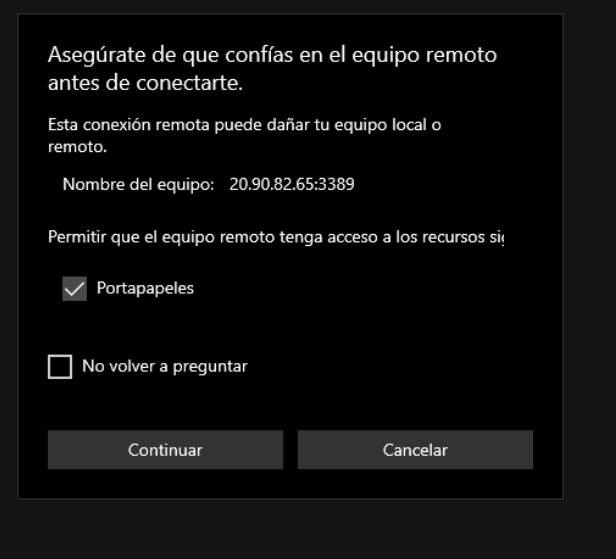 Asegúrate de que confías en el equipo remoto
antes de conectarte.
Esta conexión remota puede dañar tu equipo local o
remoto.
Nombre del equipo: 20.90.82.65:3389
Permitir que el equipo remoto tenga acceso a los recursos
Portapapeles
No volver a preguntar
Continuar
Cancelar